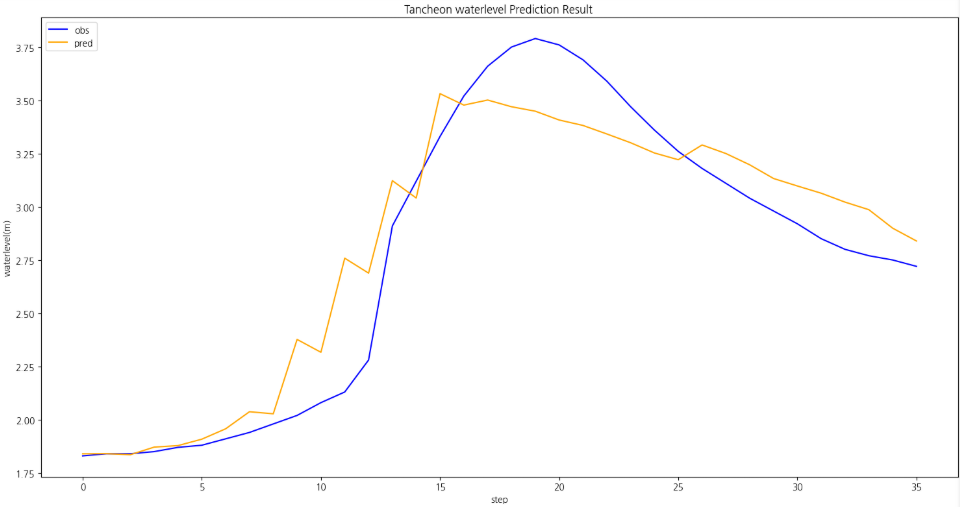 Tancheon waterlevel Prediction Result
obs
pred
waterlevel(m)
3.75
3.50
3.25
3.00
2.75
2.50
2.25
2.00
1.75
0 5 10 15 20 25 30 35
step